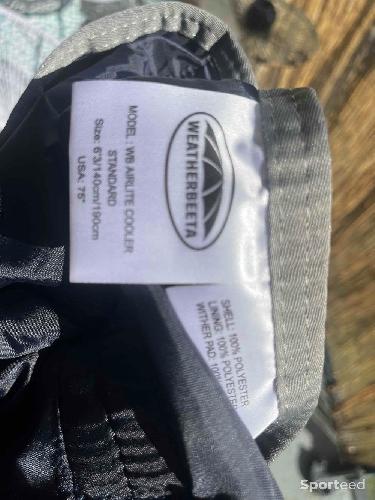 WEATHERBEETA
MODEL : WB AIRLITE COOLER
STANDARD
Size: 6'3/140cm/190cm
USA: 75"
SHELL: 100% POLYESTER
LINING: 100% POLYESTER
WITHER PAD: 100%
Sporteed